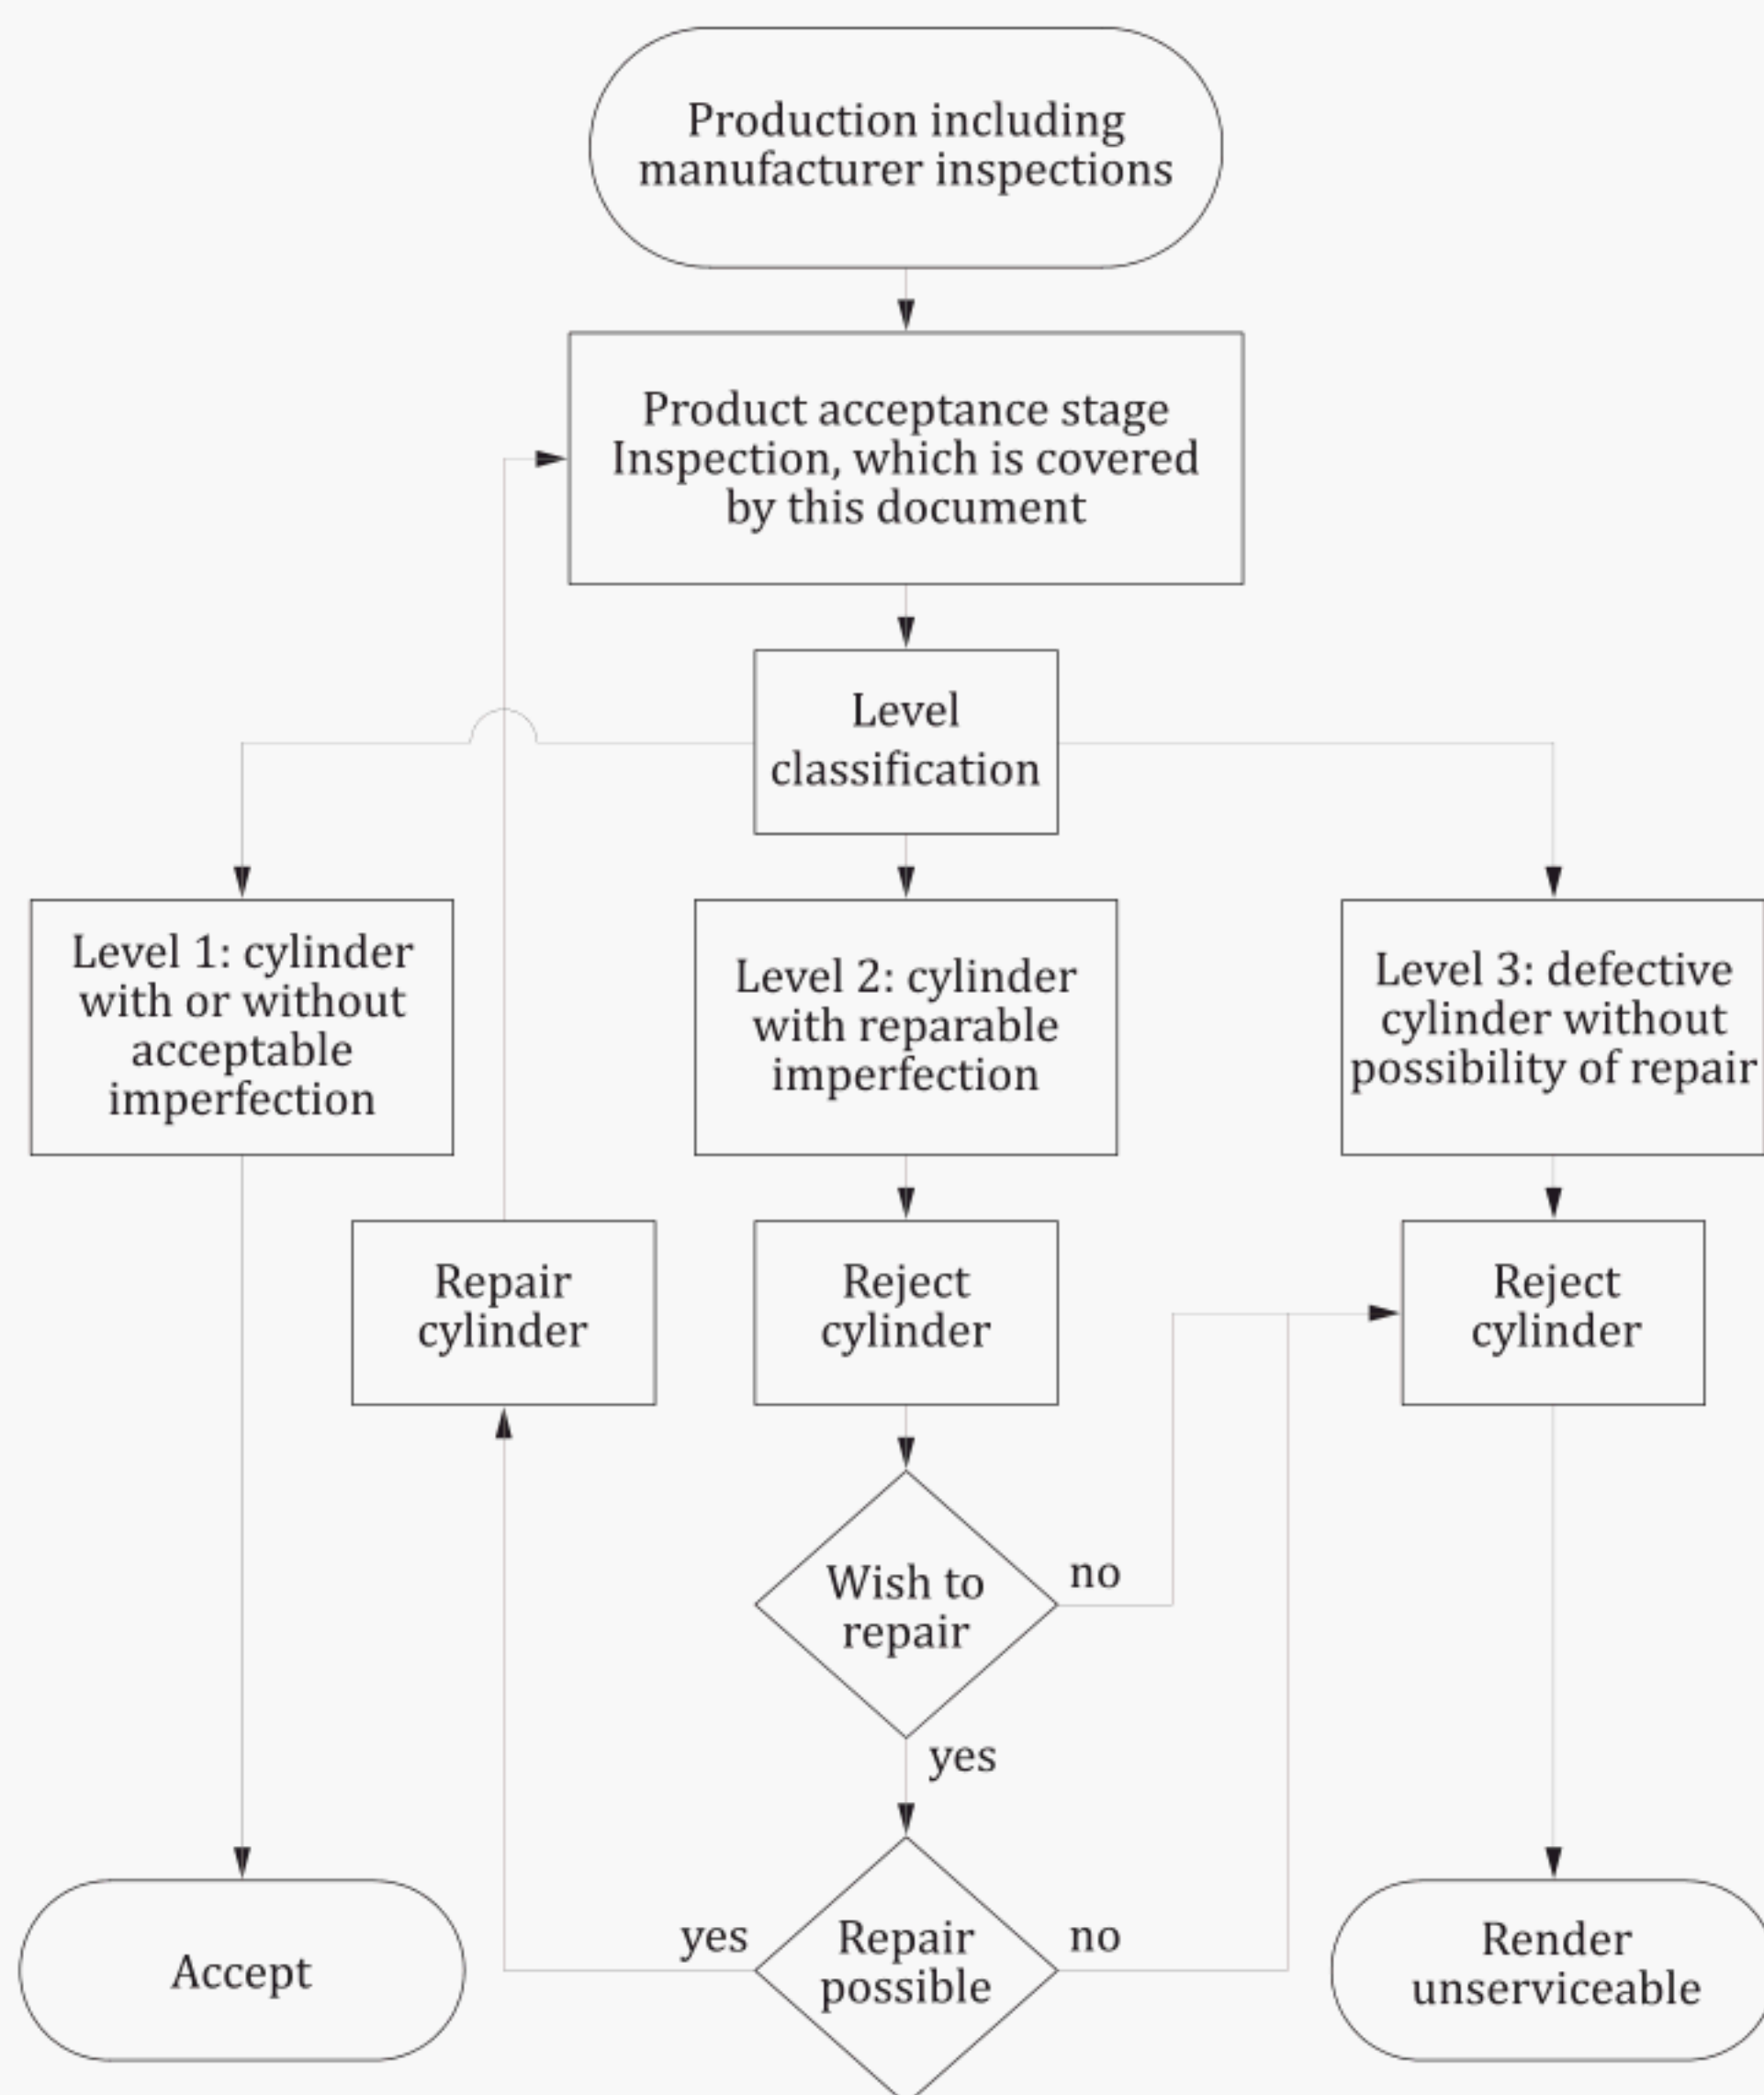 Production including
manufacturer inspections
Product acceptance stage
Inspection, which is covered
by this document
Level
classification
Level 1: cylinder
with or without
acceptable
imperfection
Level 2: cylinder
with reparable
imperfection
Level 3: defective
cylinder without
possibility of repair
Repair
cylinder
Reject
cylinder
Reject
cylinder
Wish to
repair
no
yes
yes
Repair
possible
no
Accept
Render
unserviceable